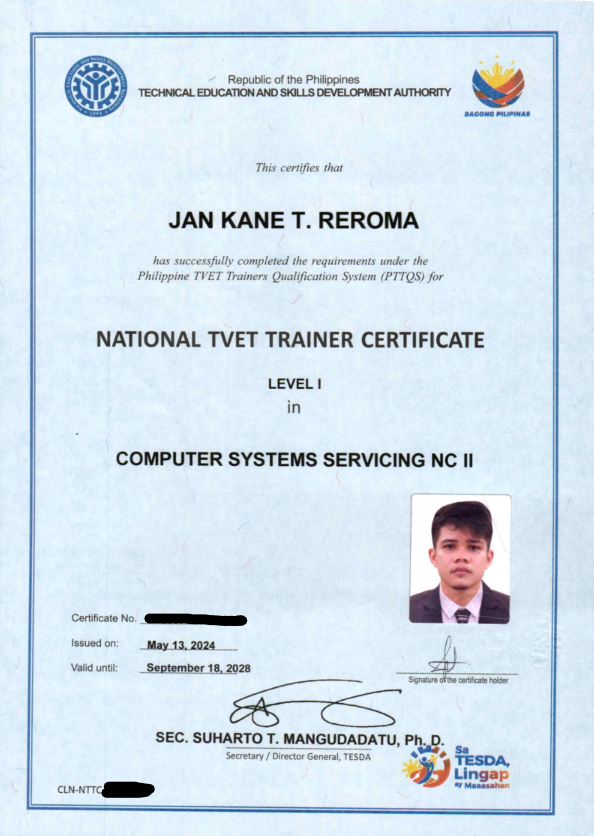 Republic of the Philippines
TECHNICAL EDUCATION AND SKILLS DEVELOPMENT AUTHORITY
BAGONG PILIPINAS
This certifies that
JAN KANE T. REROMA
has successfully completed the requirements under the
Philippine TVET Trainers Qualification System (PTTQS) for
NATIONAL TVET TRAINER CERTIFICATE
LEVEL I
in
COMPUTER SYSTEMS SERVICING NC II
Certificate No.
Issued on: May 13, 2024
Valid until: September 18, 2028
Signature of the certificate holder
SEC. SUHARTO T. MANGUDADATU, Ph. D.
Secretary / Director General, TESDA
Sa
TESDA,
Lingap
ay Maaasahan
CLN-NTTC